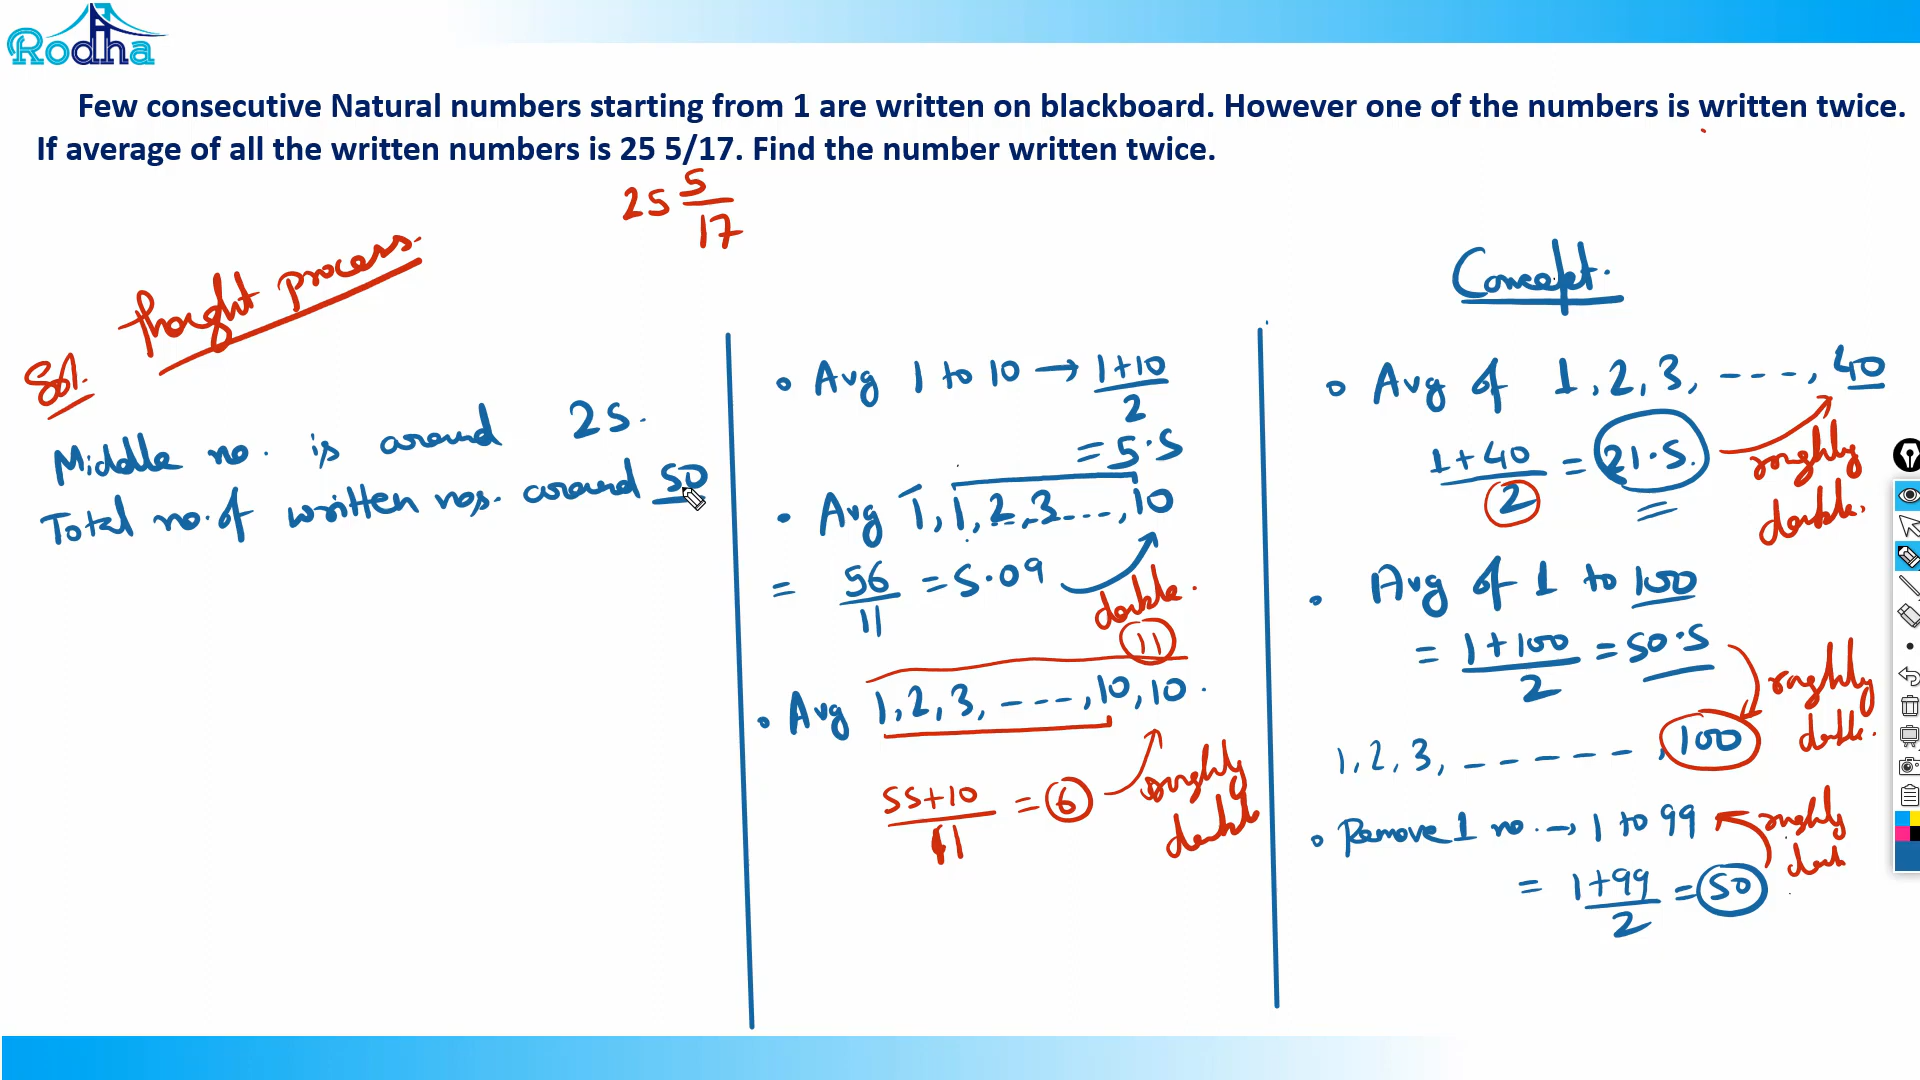 Rodha
Few consecutive Natural numbers starting from 1 are written on blackboard. However one of the numbers is written twice.
If average of all the written numbers is 25 5/17. Find the number written twice.
25 5/17
thought process.
Sol.
Middle no. is around 25.
Total no. of written nos. around 50
• Avg 1 to 10 → 1+10/2
= 5.5
• Avg 1, 1, 2, 3 ...., 10
= 56/11 = 5.09
double.
11
• Avg 1, 2, 3, ----, 10, 10.
55+10/11 = 6
roughly
double
Concept.
• Avg of 1, 2, 3, ----, 40
1+40/2 = 21.5.
roughly
double.
• Avg of 1 to 100
= 1+100/2 = 50.5
roughly
double.
1, 2, 3, ------, 100
• Remove 1 no. → 1 to 99
roughly
= 1+99/2 = 50